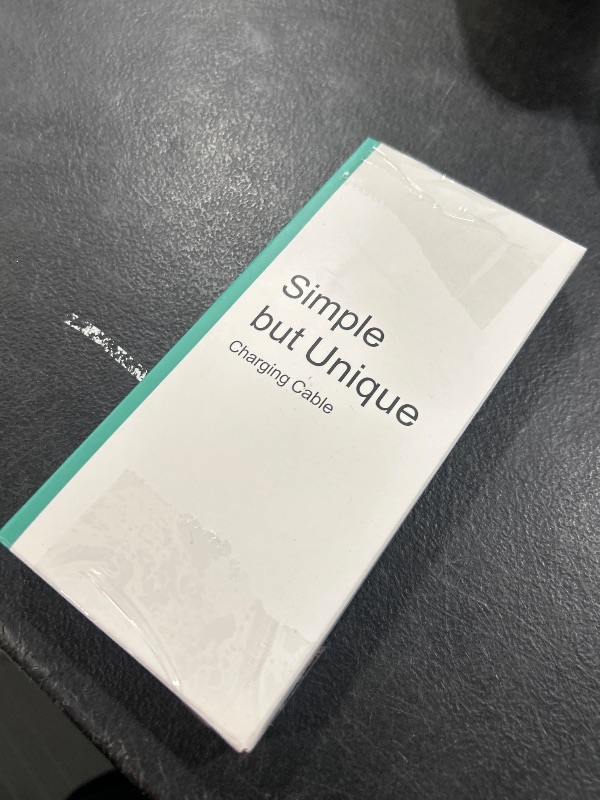 Simple
but Unique
Charging Cable